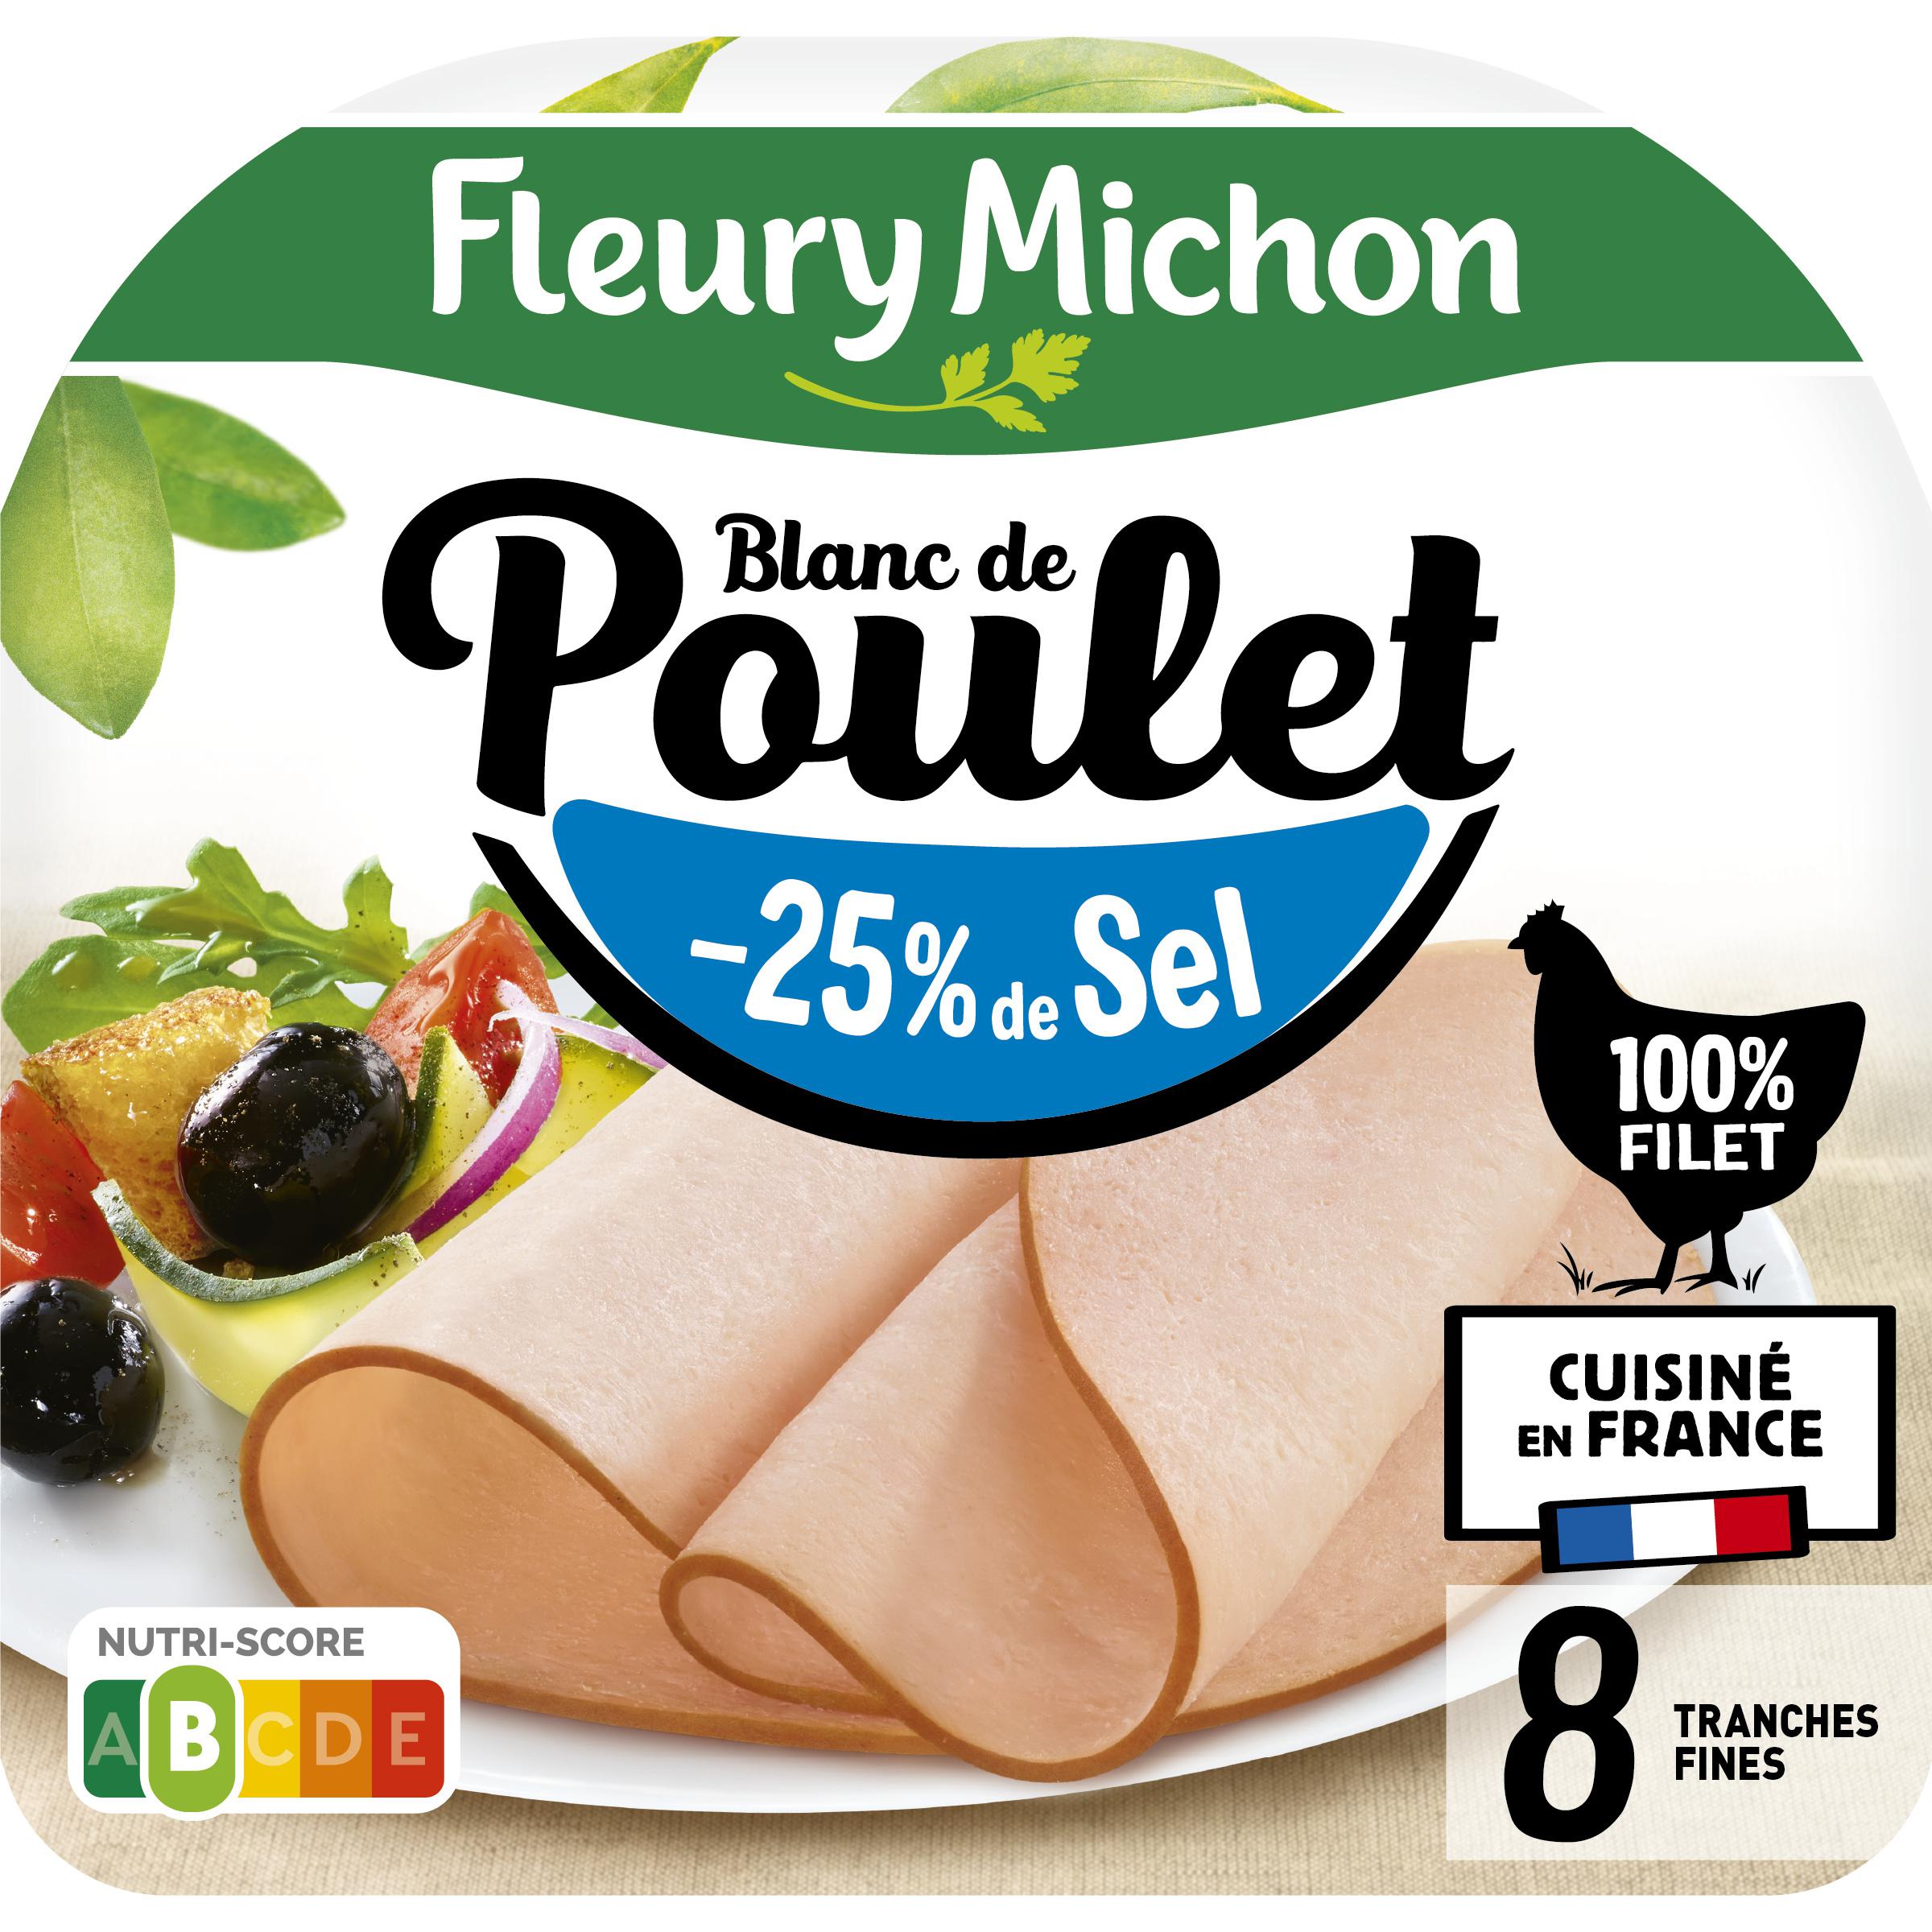 Fleury Michon
Blanc de
Poulet
-25% de Sel
100%
FILET
CUISINÉ
EN FRANCE
NUTRI-SCORE
A B C D E
8 TRANCHES
FINES